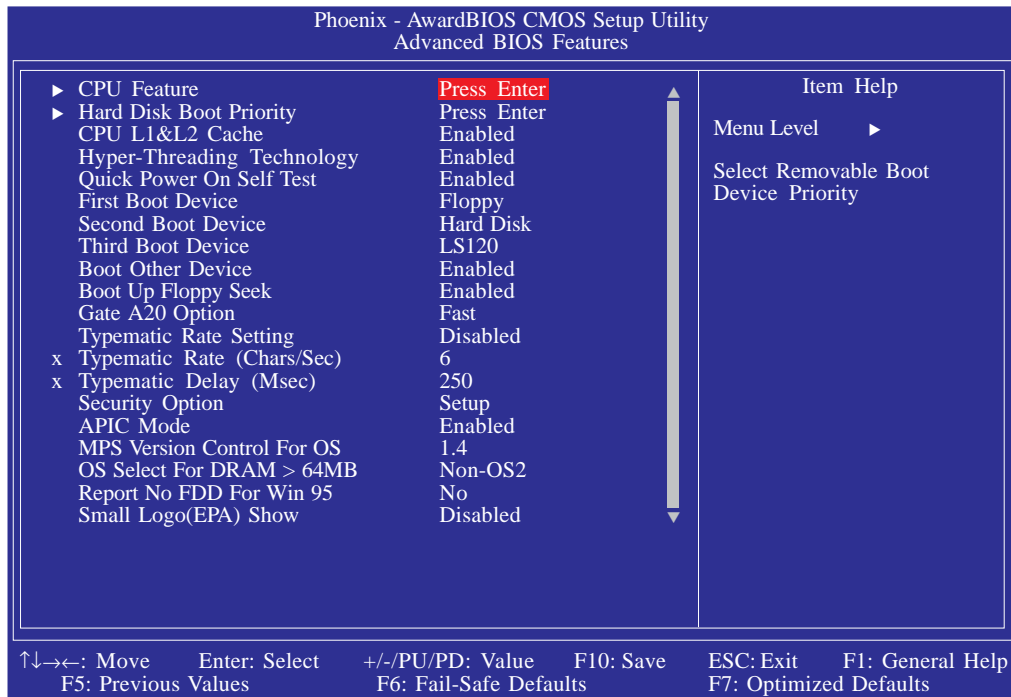 Phoenix - AwardBIOS CMOS Setup Utility
Advanced BIOS Features
▶ CPU Feature Press Enter
▶ Hard Disk Boot Priority Press Enter
CPU L1&L2 Cache Enabled
Hyper-Threading Technology Enabled
Quick Power On Self Test Enabled
First Boot Device Floppy
Second Boot Device Hard Disk
Third Boot Device LS120
Boot Other Device Enabled
Boot Up Floppy Seek Enabled
Gate A20 Option Fast
Typematic Rate Setting Disabled
x Typematic Rate (Chars/Sec) 6
x Typematic Delay (Msec) 250
Security Option Setup
APIC Mode Enabled
MPS Version Control For OS 1.4
OS Select For DRAM > 64MB Non-OS2
Report No FDD For Win 95 No
Small Logo(EPA) Show Disabled
Item Help
Menu Level ▶
Select Removable Boot
Device Priority
↑↓→←: Move Enter: Select +/-/PU/PD: Value F10: Save ESC: Exit F1: General Help
F5: Previous Values F6: Fail-Safe Defaults F7: Optimized Defaults